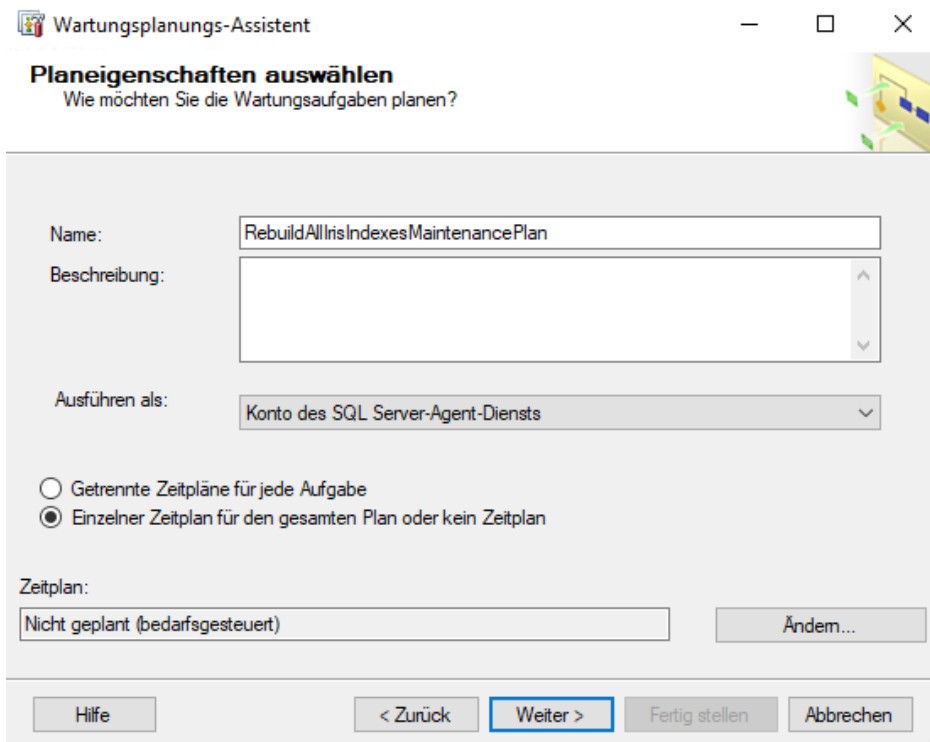 Wartungsplanungs-Assistent
Planeigenschaften auswählen
Wie möchten Sie die Wartungsaufgaben planen?
Name:
RebuildAllIrisIndexesMaintenancePlan
Beschreibung:
Ausführen als:
Konto des SQL Server-Agent-Diensts
Getrennte Zeitpläne für jede Aufgabe
Einzelner Zeitplan für den gesamten Plan oder kein Zeitplan
Zeitplan:
Nicht geplant (bedarfsgesteuert)
Ändern...
Hilfe
< Zurück
Weiter >
Fertig stellen
Abbrechen